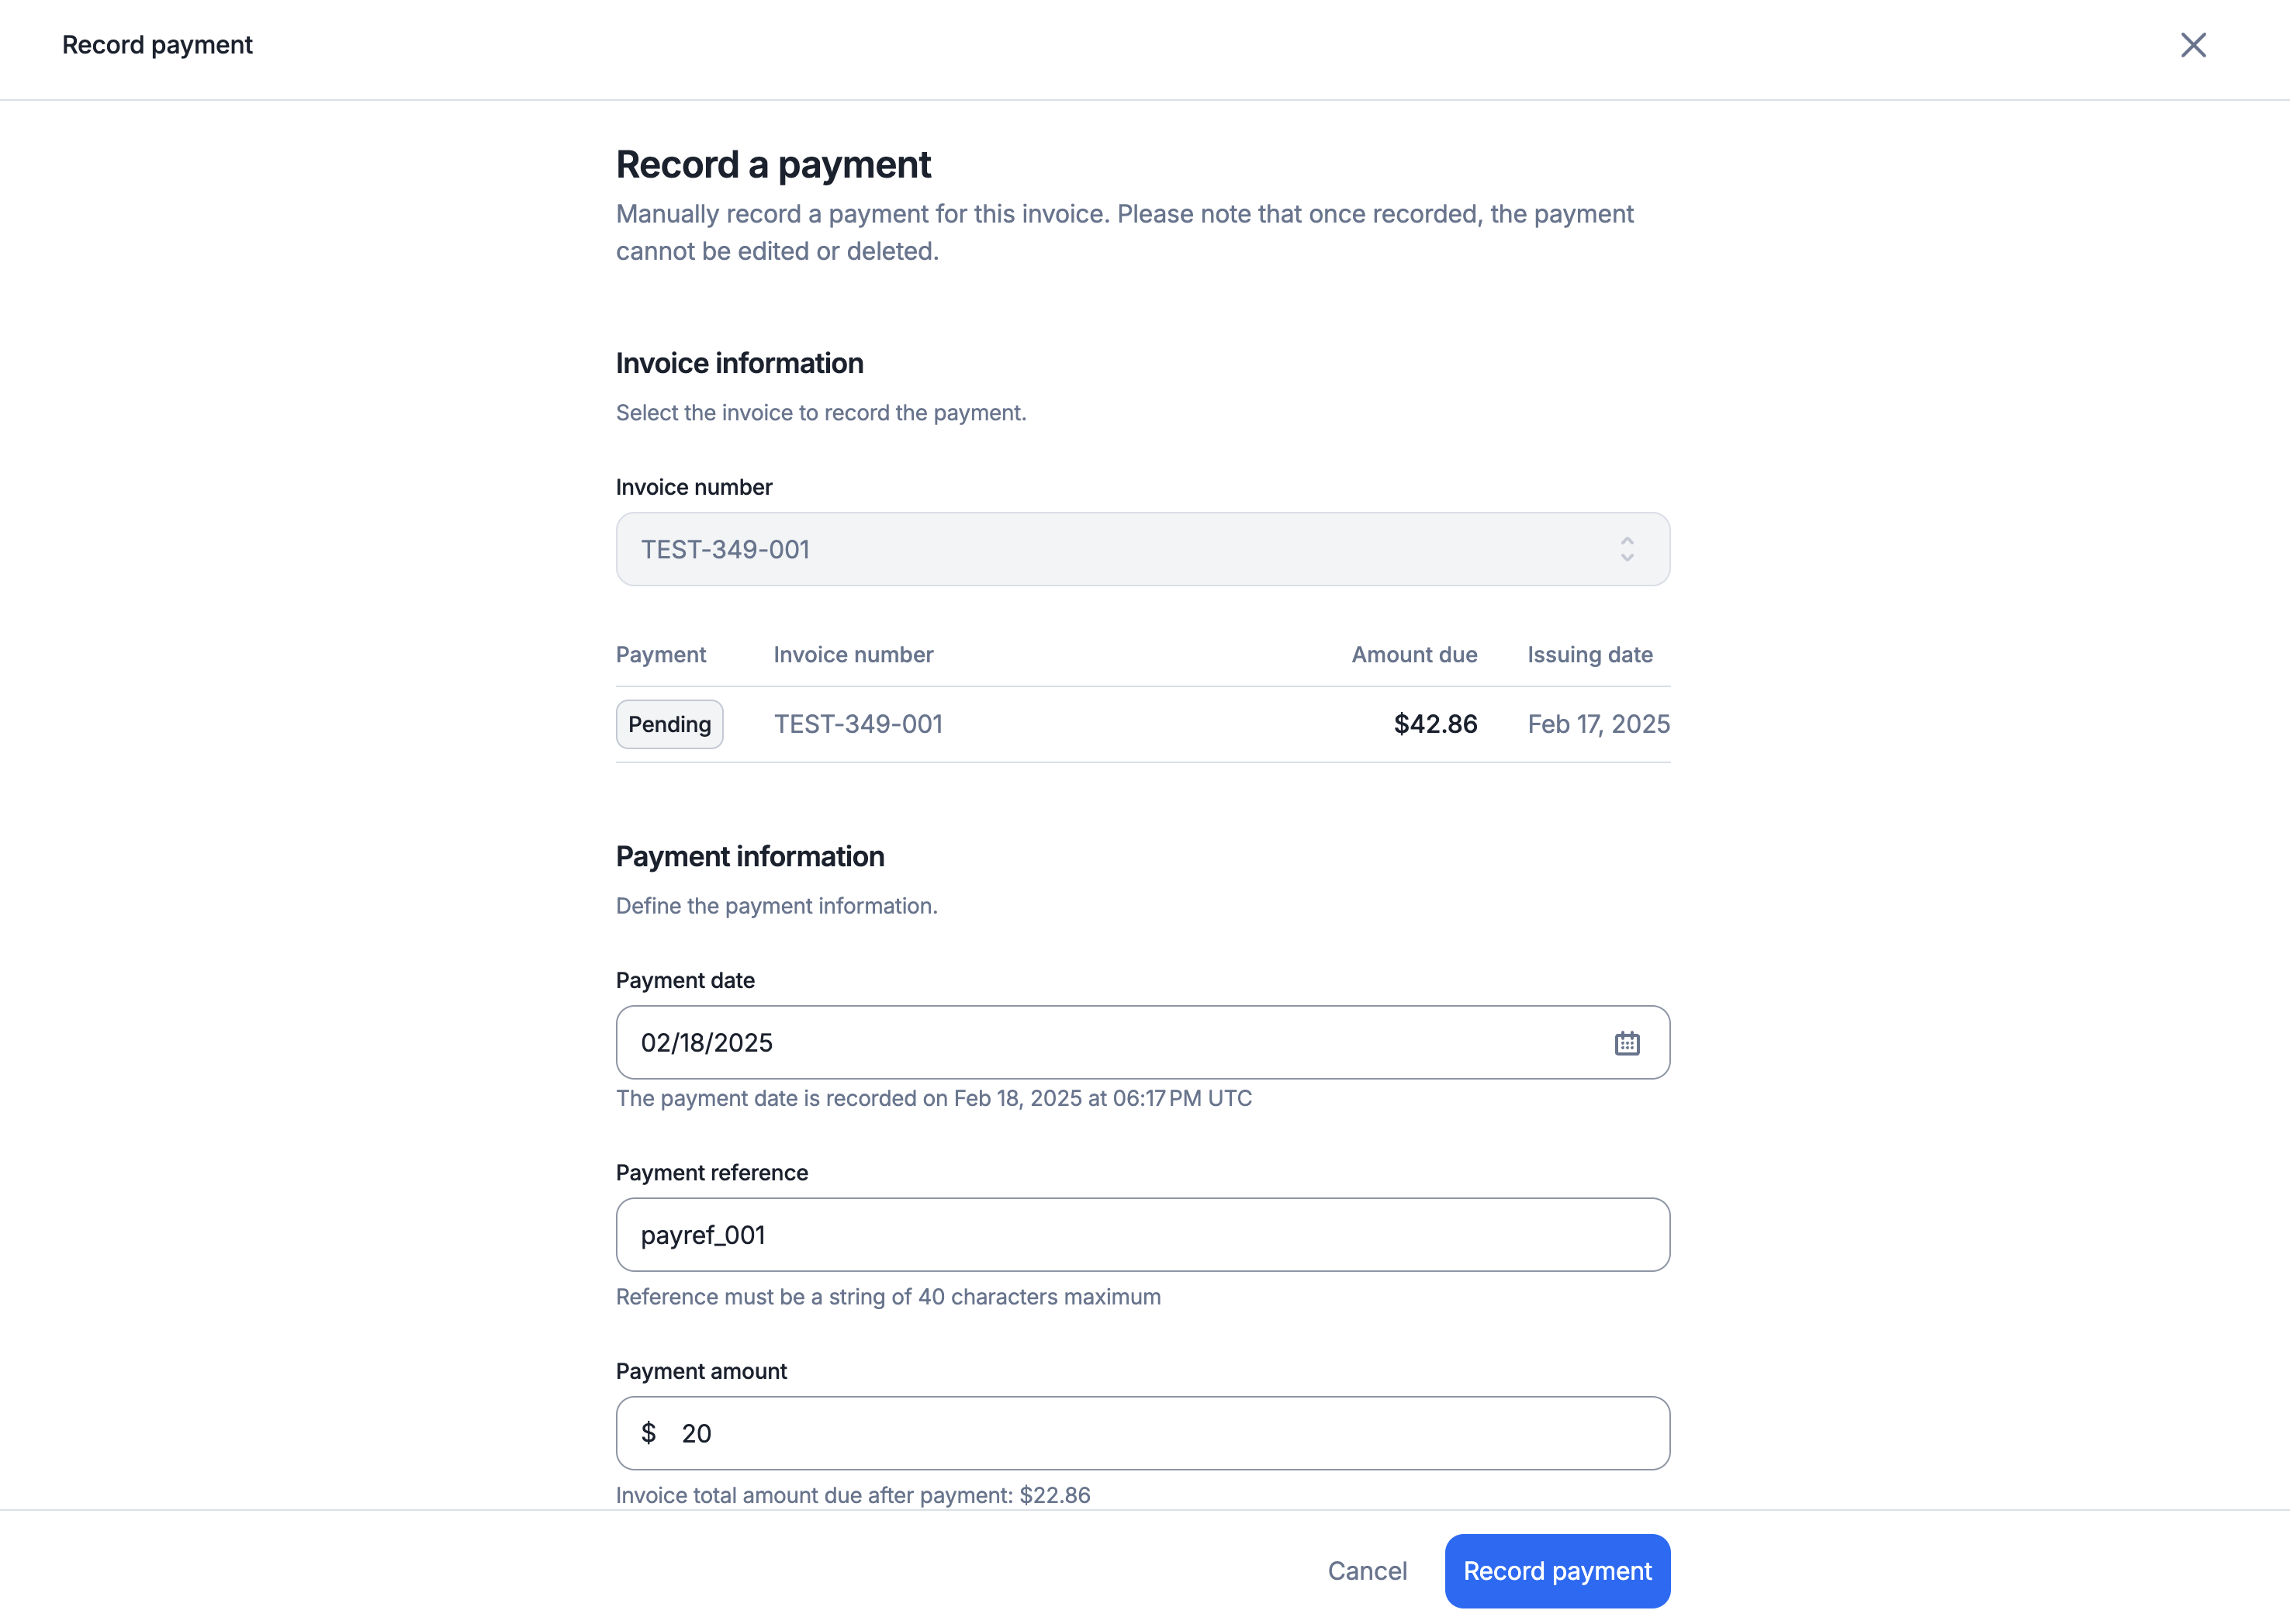 Record payment
Record a payment
Manually record a payment for this invoice. Please note that once recorded, the payment
cannot be edited or deleted.
Invoice information
Select the invoice to record the payment.
Invoice number
TEST-349-001
Payment Invoice number Amount due Issuing date
Pending TEST-349-001 $42.86 Feb 17, 2025
Payment information
Define the payment information.
Payment date
02/18/2025
The payment date is recorded on Feb 18, 2025 at 06:17 PM UTC
Payment reference
payref_001
Reference must be a string of 40 characters maximum
Payment amount
$ 20
Invoice total amount due after payment: $22.86
Cancel Record payment